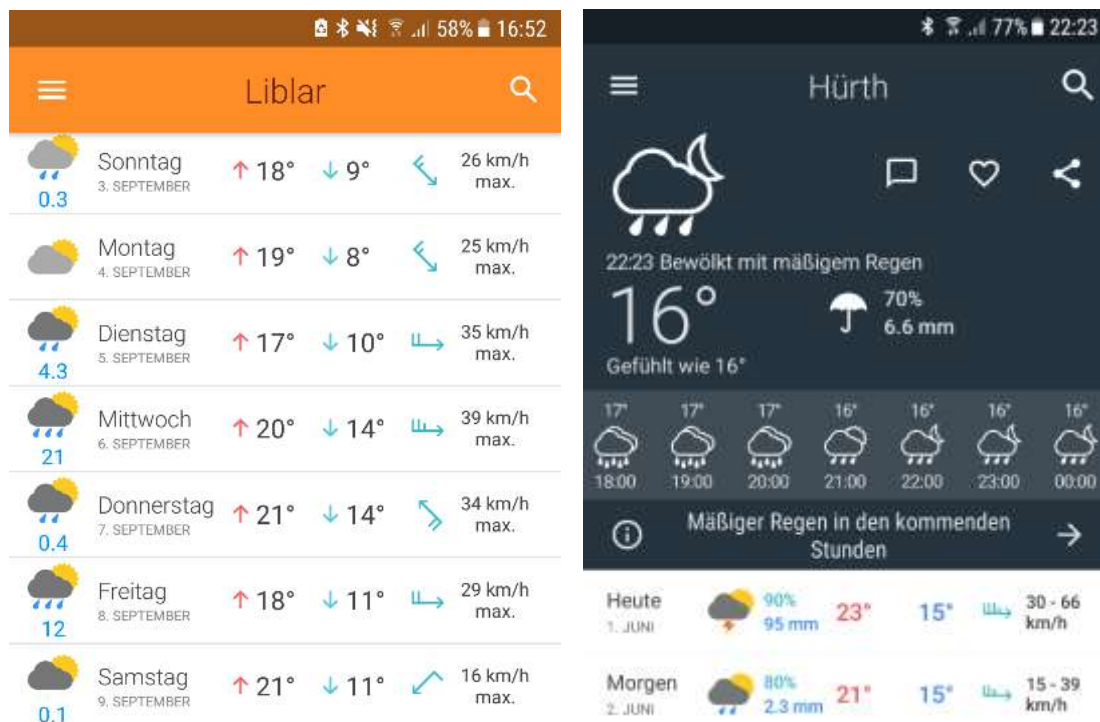 58% 16:52
Liblar
Sonntag
3. SEPTEMBER
0.3
18° 9°
26 km/h
max.
Montag
4. SEPTEMBER
19° 8°
25 km/h
max.
Dienstag
5. SEPTEMBER
4.3
17° 10°
35 km/h
max.
Mittwoch
6. SEPTEMBER
21
20° 14°
39 km/h
max.
Donnerstag
7. SEPTEMBER
0.4
21° 14°
34 km/h
max.
Freitag
8. SEPTEMBER
12
18° 11°
29 km/h
max.
Samstag
9. SEPTEMBER
0.1
21° 11°
16 km/h
max.
77% 22:23
Hürth
22:23 Bewölkt mit mäßigem Regen
16°
70%
6.6 mm
Gefühlt wie 16°
17° 17° 17° 16° 16° 16° 16°
18:00 19:00 20:00 21:00 22:00 23:00 00:00
Mäßiger Regen in den kommenden
Stunden
Heute
1. JUNI
90%
95 mm
23° 15°
30 - 66
km/h
Morgen
2. JUNI
80%
2.3 mm
21° 15°
15 - 39
km/h